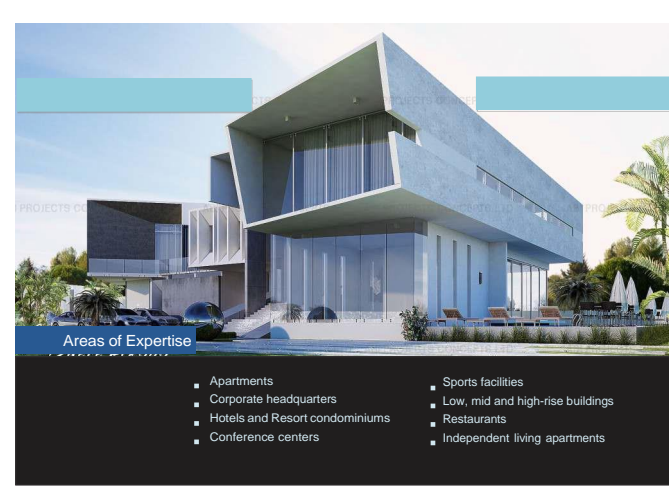 Areas of Expertise
Apartments
Corporate headquarters
Hotels and Resort condominiums
Conference centers
Sports facilities
Low, mid and high-rise buildings
Restaurants
Independent living apartments